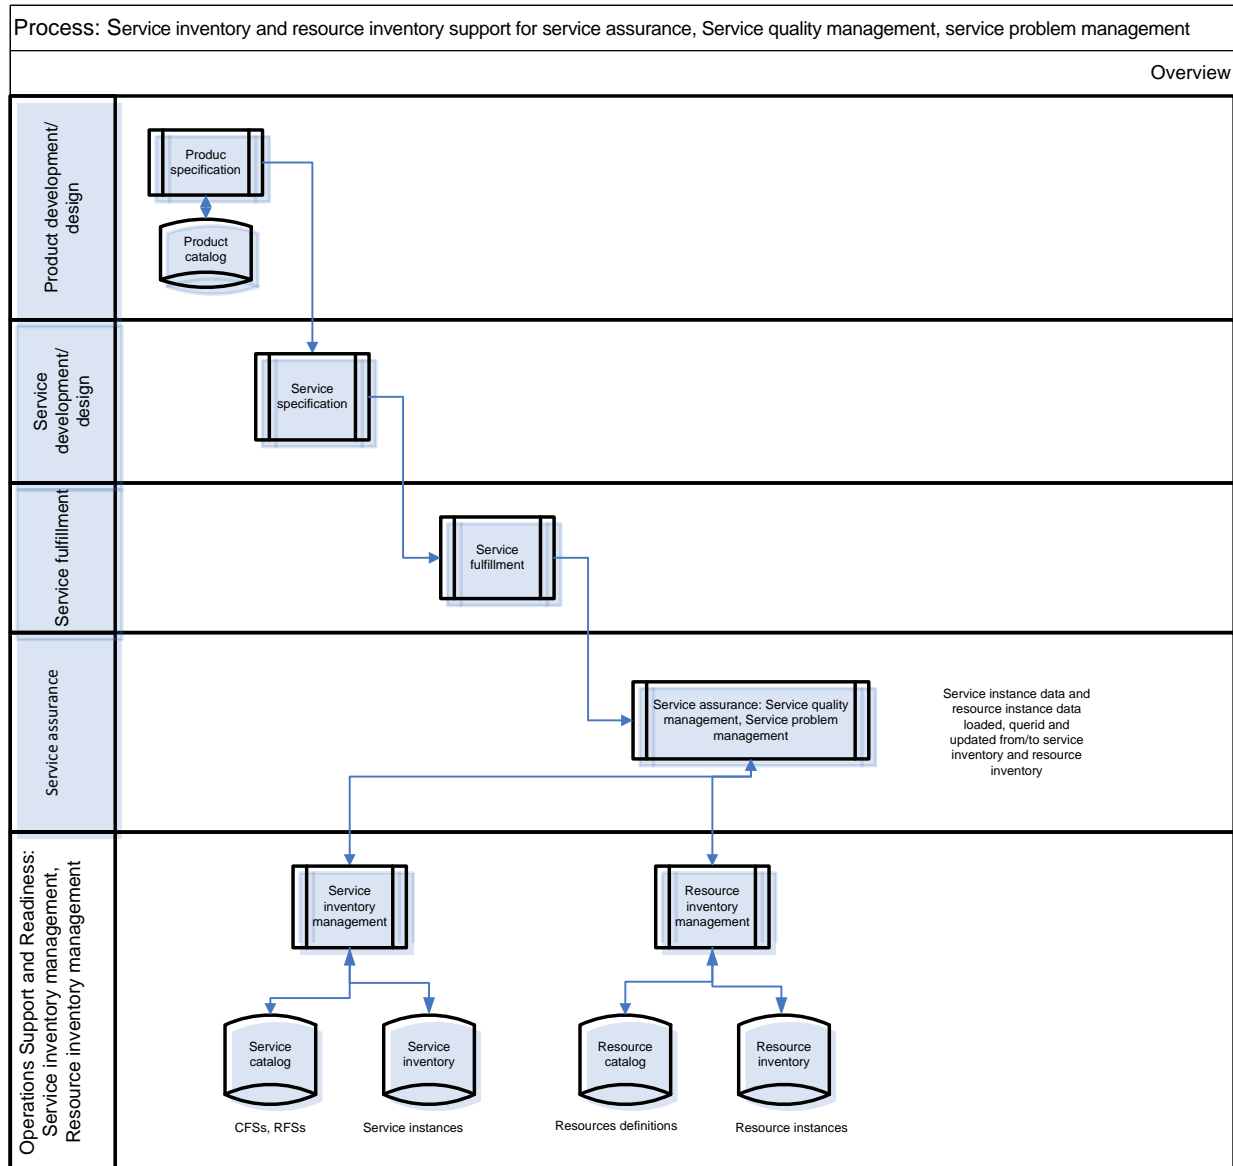 Process: Service inventory and resource inventory support for service assurance, Service quality management, service problem management
Overview
Product development/
design
Produc
specification
Product
catalog
Service
development/
design
Service
specification
Service fulfillment
Service
fulfillment
Service assurance
Service assurance: Service quality
management, Service problem
management
Service instance data and
resource instance data
loaded, querid and
updated from/to service
inventory and resource
inventory
Operations Support and Readiness:
Service inventory management,
Resource inventory management
Service
inventory
management
Resource
inventory
management
Service
catalog
Service
inventory
Resource
catalog
Resource
inventory
CFSs, RFSs
Service instances
Resources definitions
Resource instances